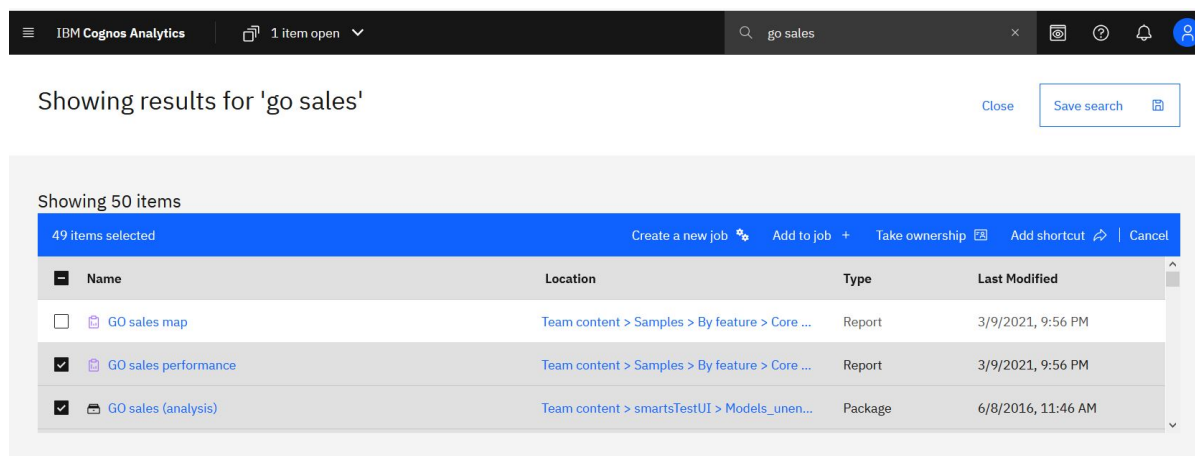 IBM Cognos Analytics 1 item open go sales
Showing results for 'go sales' Close Save search
Showing 50 items
49 items selected Create a new job Add to job + Take ownership Add shortcut | Cancel
Name Location Type Last Modified
GO sales map Team content > Samples > By feature > Core ... Report 3/9/2021, 9:56 PM
GO sales performance Team content > Samples > By feature > Core ... Report 3/9/2021, 9:56 PM
GO sales (analysis) Team content > smartsTestUI > Models_unen... Package 6/8/2016, 11:46 AM